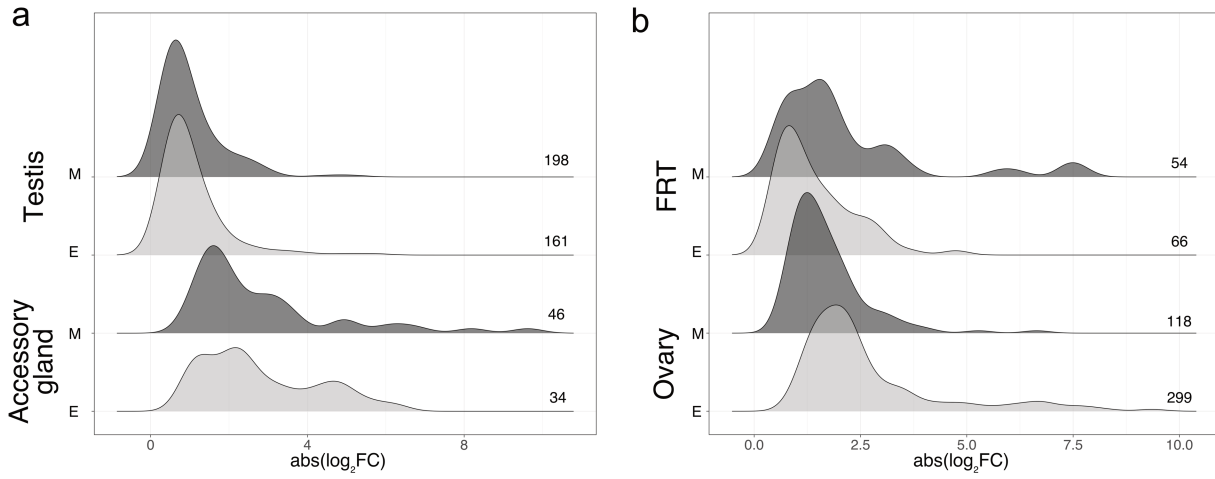 a
Testis
M
198
E
161
Accessory
gland
M
46
E
34
0
4
8
abs(log₂FC)
b
FRT
M
54
E
66
Ovary
M
118
E
299
0.0
2.5
5.0
7.5
10.0
abs(log₂FC)